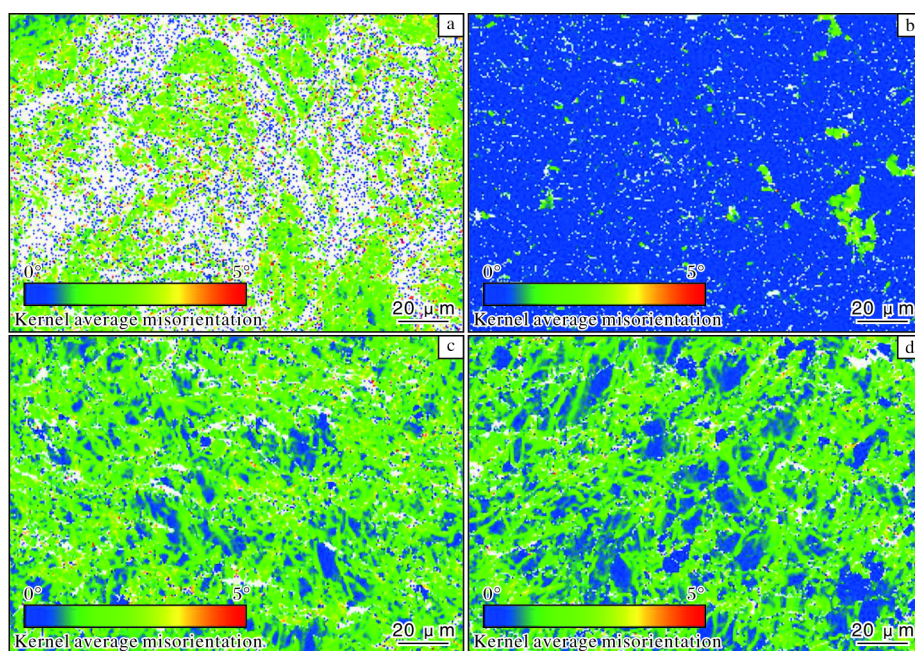 a
0° 5°
Kernel average misorientation
20 μm
b
0° 5°
Kernel average misorientation
20 μm
c
0° 5°
Kernel average misorientation
20 μm
d
0° 5°
Kernel average misorientation
20 μm